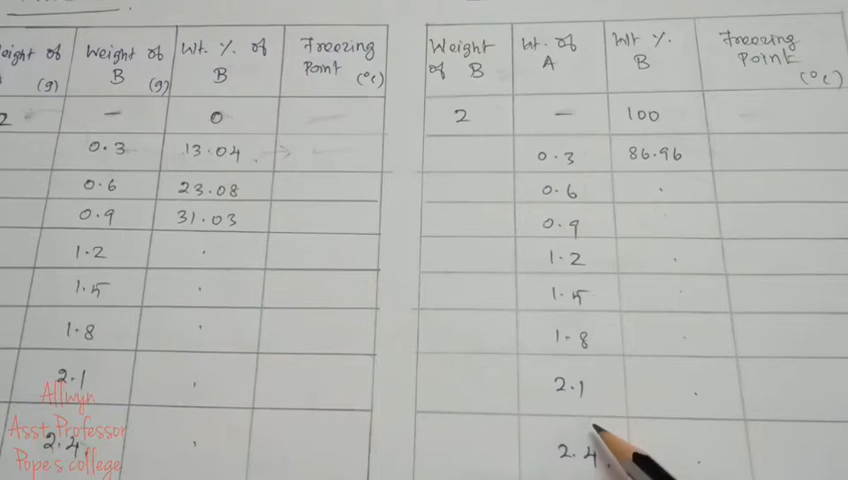 eight of Weight of Wt. % of Freezing
(g) B (g) B Point (°C)
2 — 0 —
0.3 13.04
0.6 23.08
0.9 31.03
1.2
1.5
1.8
2.1
2.4
Weight Wt. of Wt %. Freezing
of B A B Point (°C)
2 — 100
0.3 86.96
0.6
0.9
1.2
1.5
1.8
2.1
2.4
Allwyn
Asst Professor
Pope's college